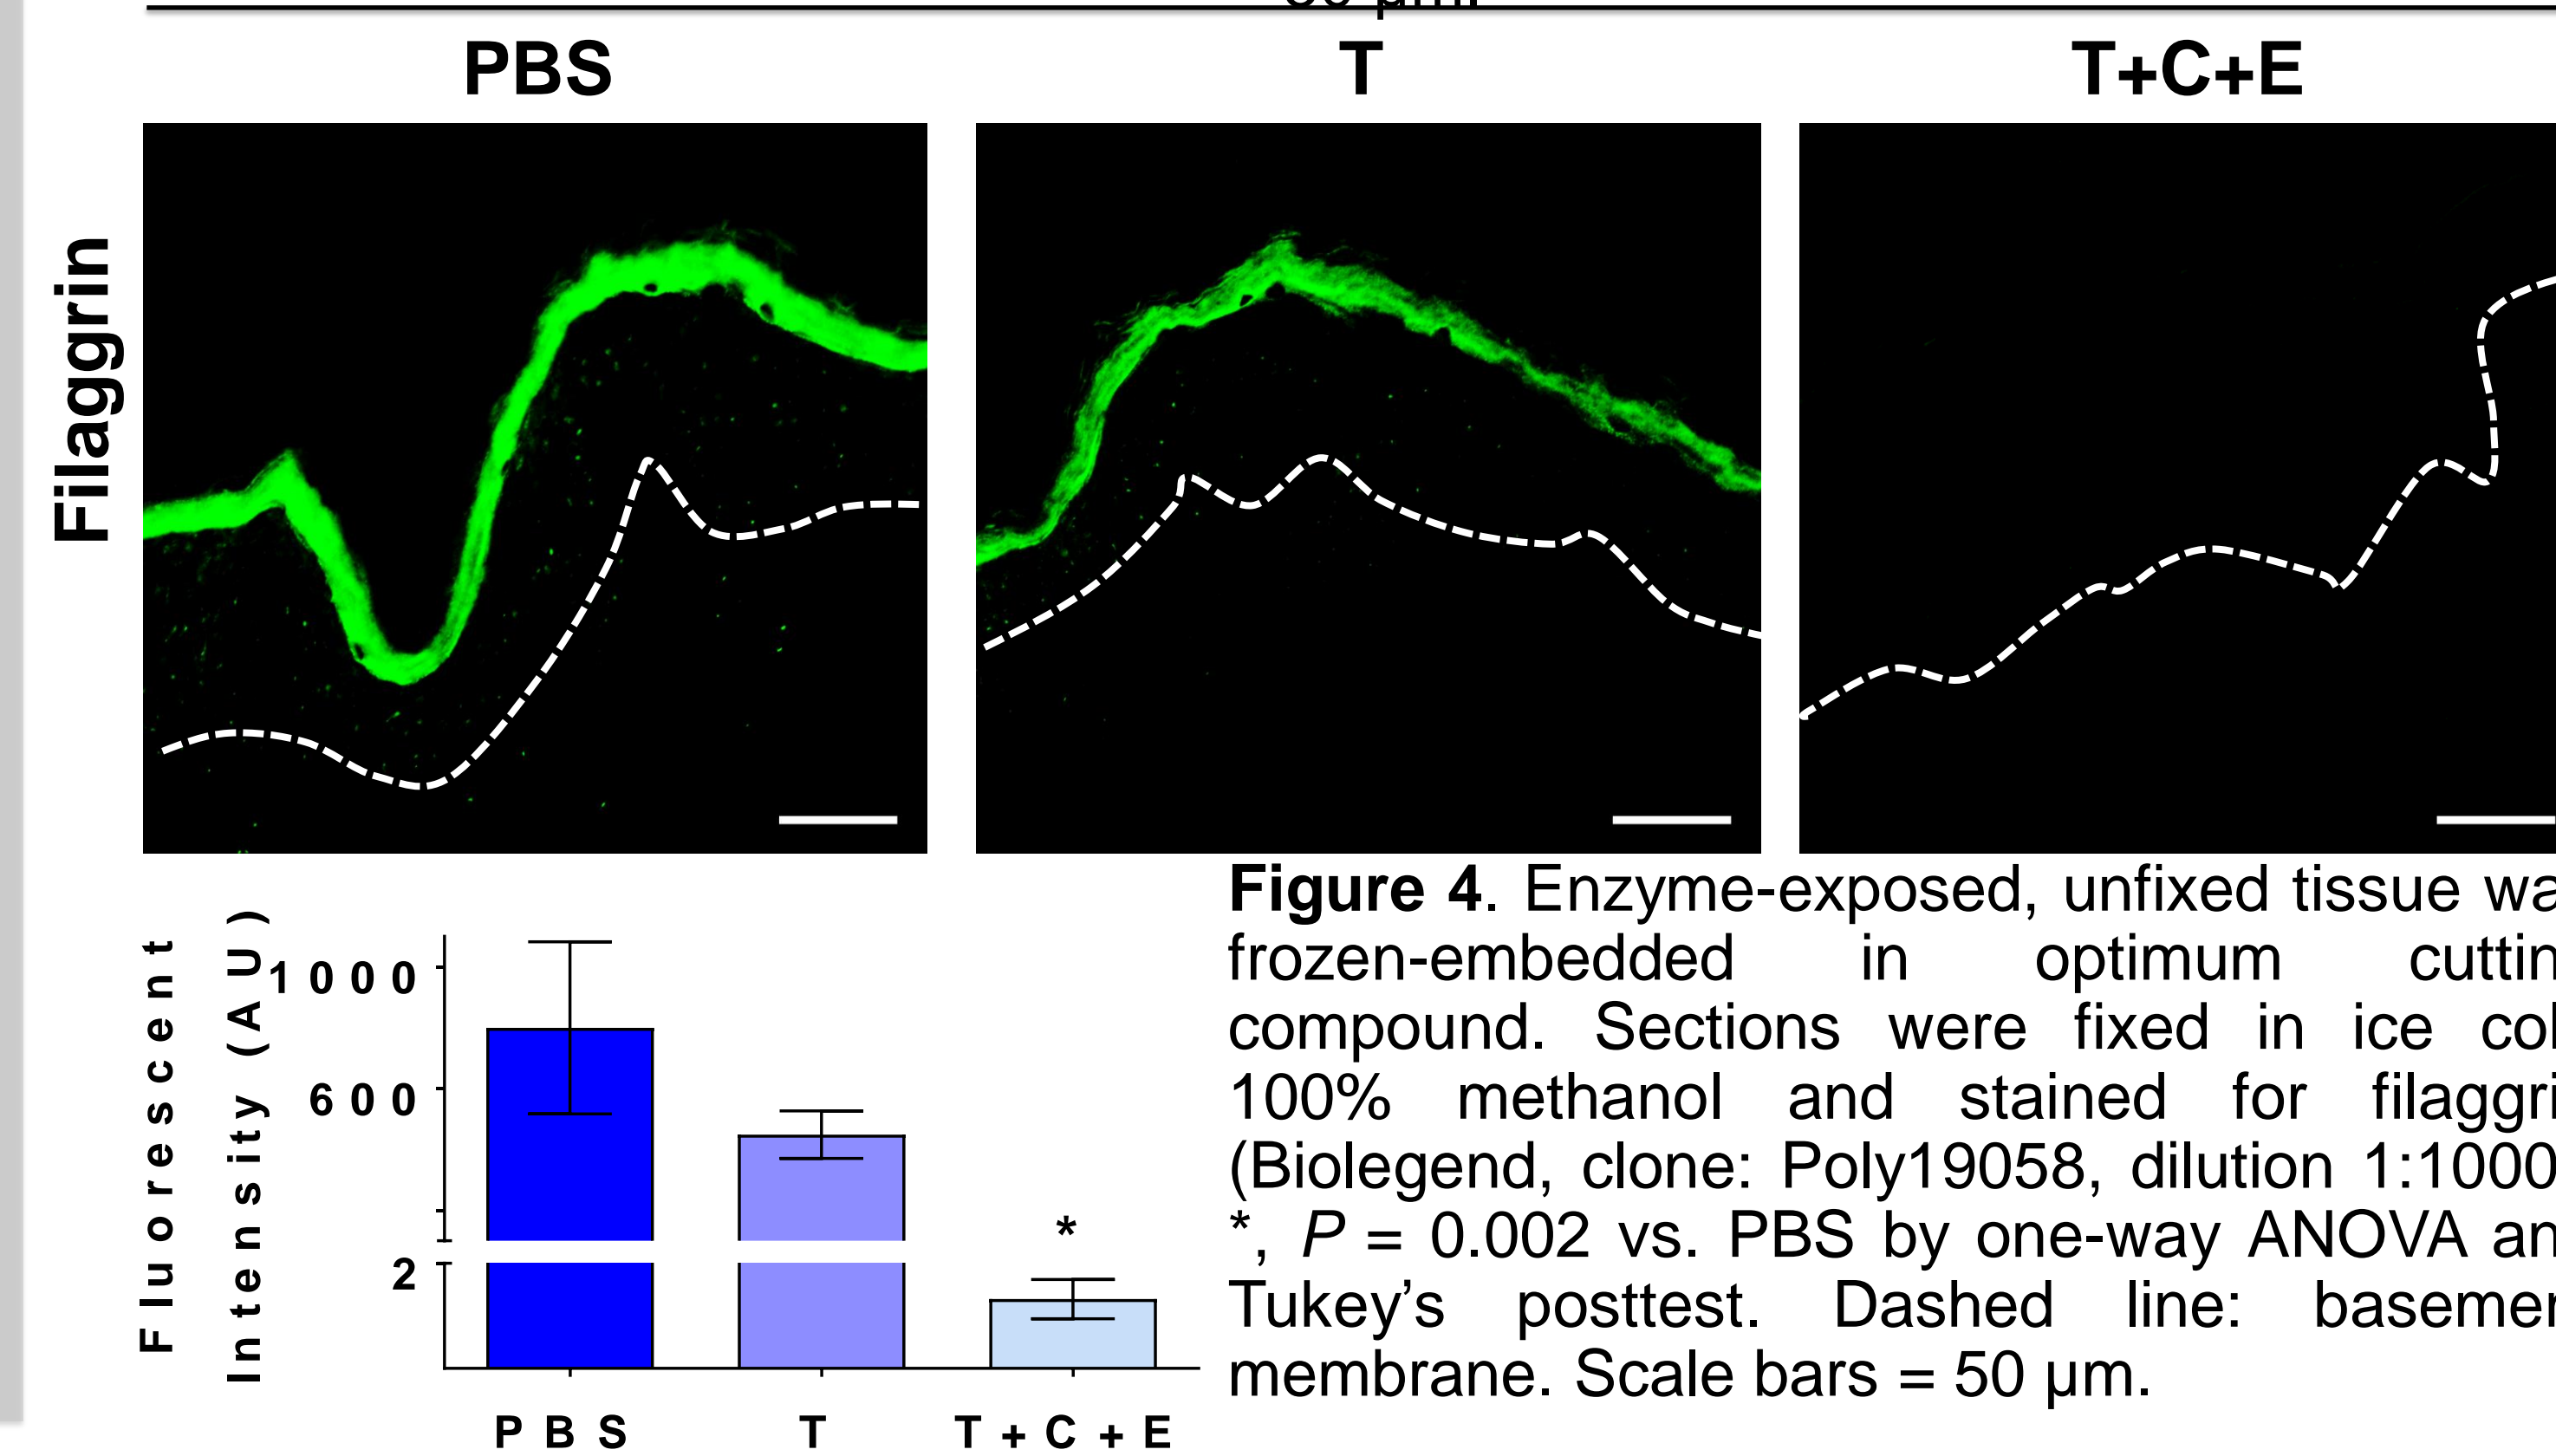 PBS
T
T+C+E
Filaggrin
Fluorescent
Intensity (AU)
1000
600
2
*
PBS
T
T+C+E
Figure 4. Enzyme-exposed, unfixed tissue wa
frozen-embedded in optimum cuttin
compound. Sections were fixed in ice col
100% methanol and stained for filaggri
(Biolegend, clone: Poly19058, dilution 1:1000
*, P = 0.002 vs. PBS by one-way ANOVA an
Tukey’s posttest. Dashed line: basemen
membrane. Scale bars = 50 µm.